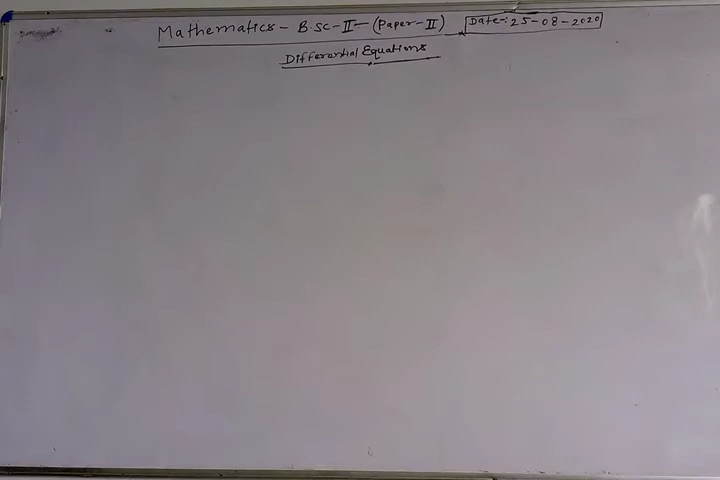 Mathematics - B.SC-II-(Paper-II) Date-:25-08-2020
Differential Equations